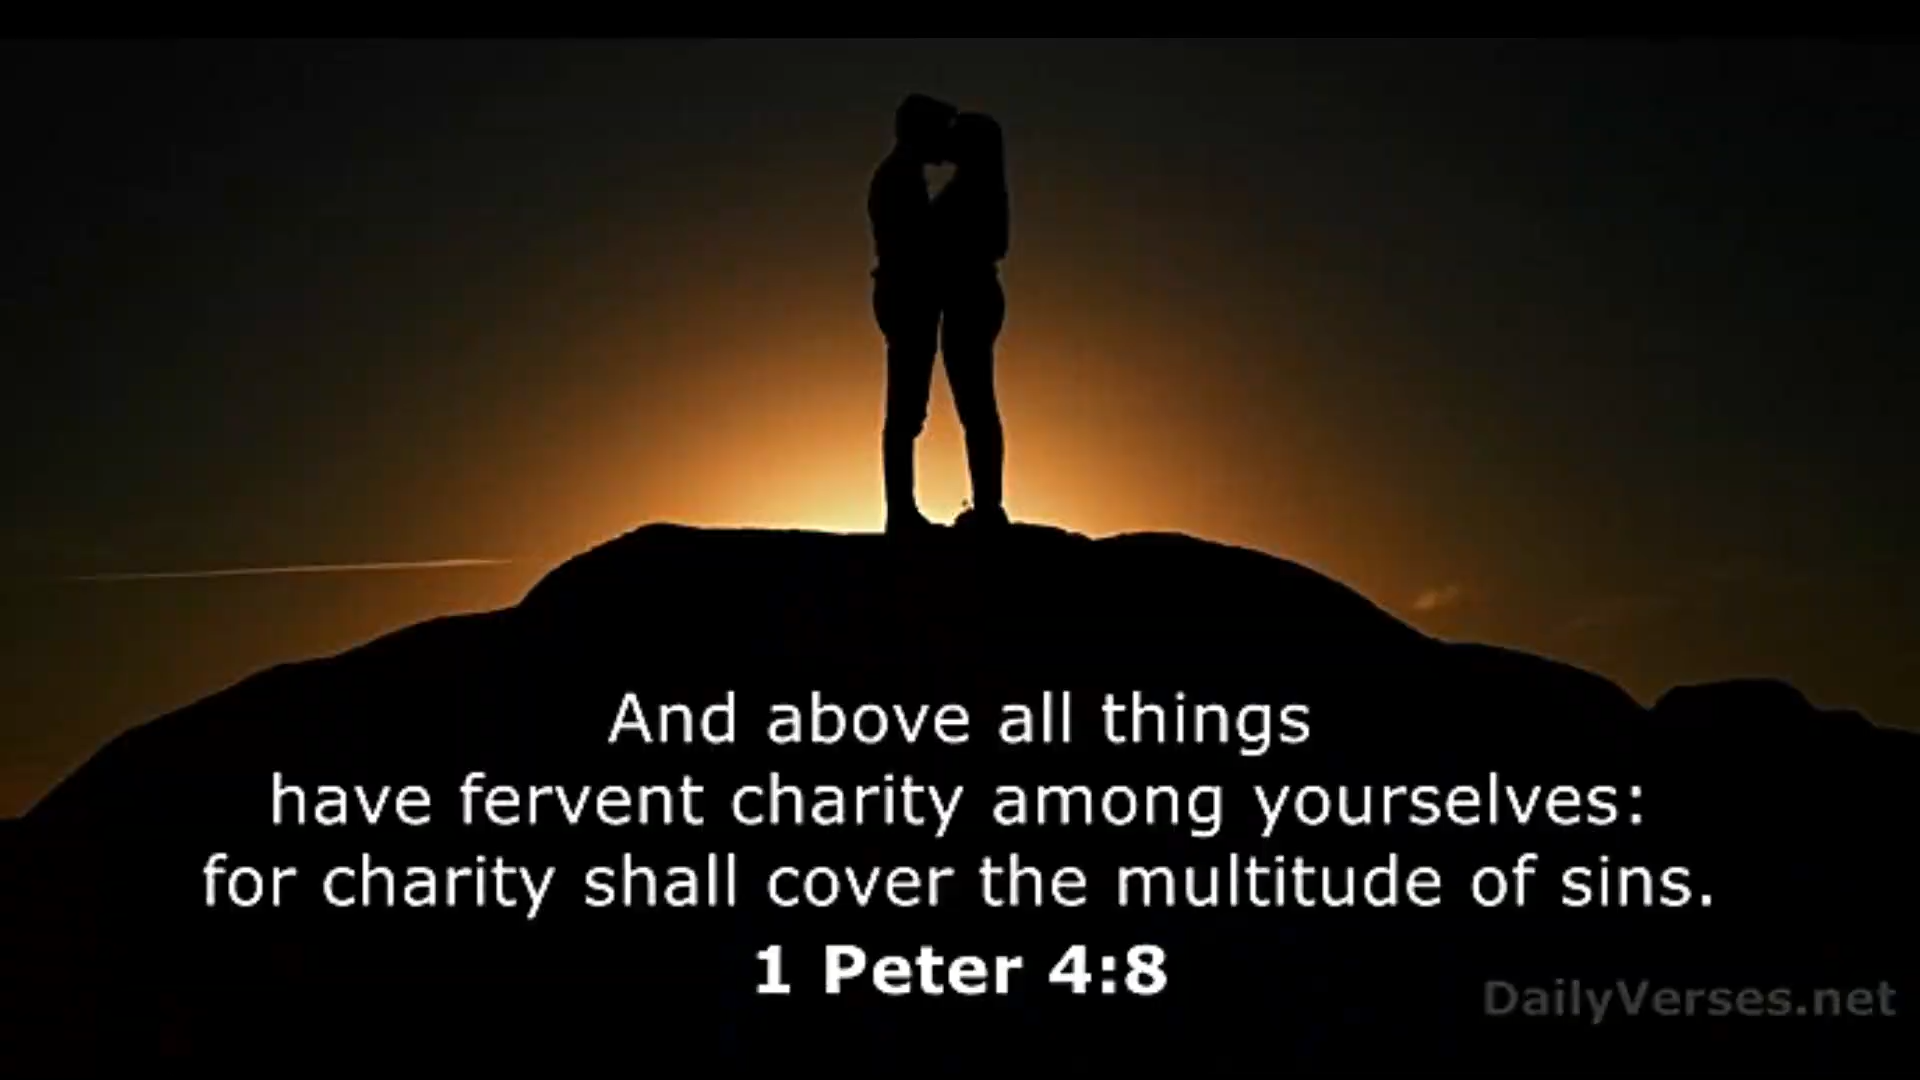 And above all things
have fervent charity among yourselves:
for charity shall cover the multitude of sins.
1 Peter 4:8
DailyVerses.net